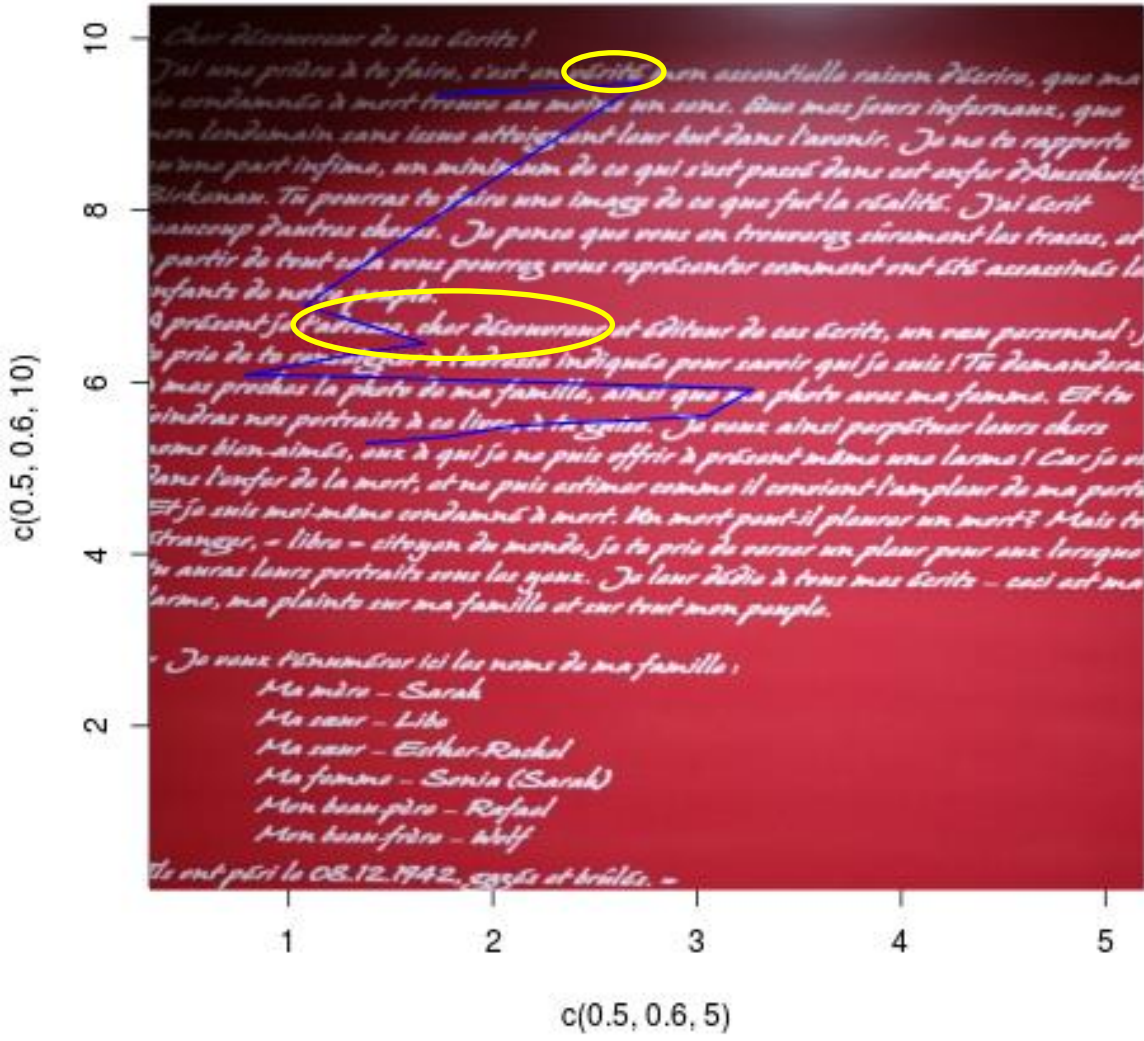 Cher découvreur de ces écrits !
J'ai une prière à te faire, c'est en vérité mon essentielle raison d'écrire, que ma
condamnée à mort trouve au moins un sens. Que mes jours infernaux, que
mon lendemain sans issue atteignent leur but dans l'avenir. Je ne te rapporte
qu'une part infime, un minimum de ce qui s'est passé dans cet enfer d'Auschwitz
Birkenau. Tu pourras te faire une image de ce que fut la réalité. J'ai écrit
beaucoup d'autres choses. Je pense que vous en trouverez sûrement les traces, et
partir de tout cela vous pourrez vous représenter comment ont été assassinés le
enfants de notre peuple.
A présent je t'adresse, cher découvreur et éditeur de ces écrits, un vœu personnel : j
prie de te renseigner à l'adresse indiquée pour savoir qui je suis ! Tu demandera
à mes proches la photo de ma famille, ainsi que ma photo avec ma femme. Et tu
joindras nos portraits à ce livre, à ta guise. Je veux ainsi perpétuer leurs chers
noms bien-aimés, eux à qui je ne puis offrir à présent même une larme ! Car je vi
dans l'enfer de la mort, et ne puis estimer comme il convient l'ampleur de ma perte
Et je suis moi-même condamné à mort. Un mort peut-il pleurer un mort ? Mais to
étranger, - libre - citoyen du monde, je te prie de verser un pleur pour eux lorsque
tu auras leurs portraits sous les yeux. Je leur dédie à tous mes écrits – ceci est ma
larme, ma plainte sur ma famille et sur tout mon peuple.
- Je veux t'énumérer ici les noms de ma famille :
Ma mère – Sarah
Ma sœur – Libe
Ma sœur – Esther-Rachel
Ma femme – Sonia (Sarah)
Mon beau-père – Rafael
Mon beau-frère – Wolf
Ils ont péri le 08.12.1942, gazés et brûlés. –
10
8
6
4
2
c(0.5, 0.6, 10)
1 2 3 4 5
c(0.5, 0.6, 5)